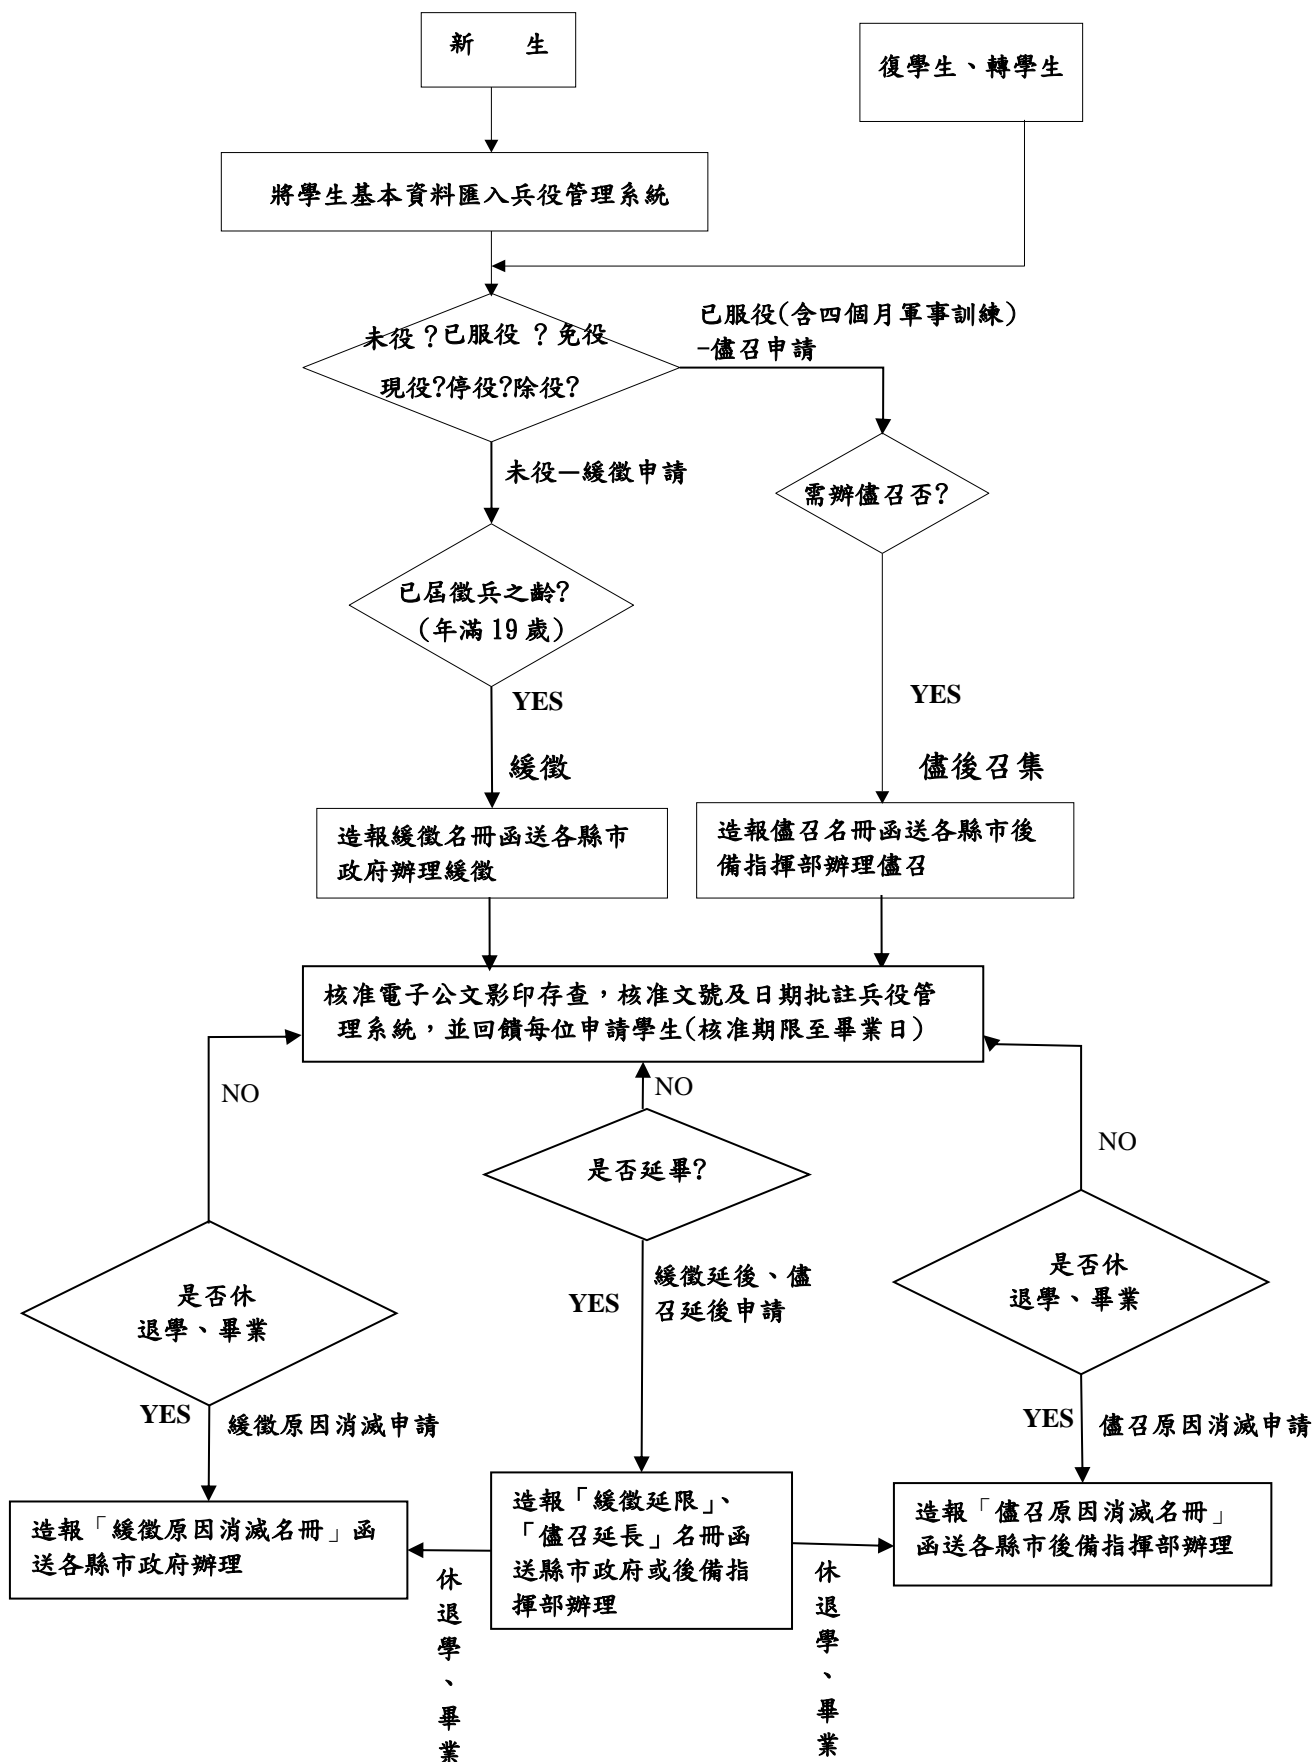 新　　生
復學生、轉學生
將學生基本資料匯入兵役管理系統
未役？已服役？免役
現役?停役?除役?
已服役(含四個月軍事訓練)
-儘召申請
未役—緩徵申請
需辦儘召否?
已屆徵兵之齡?
(年滿 19 歲)
YES
YES
緩徵
儘後召集
造報緩徵名冊函送各縣市
政府辦理緩徵
造報儘召名冊函送各縣市後
備指揮部辦理儘召
核准電子公文影印存查，核准文號及日期批註兵役管
理系統，並回饋每位申請學生(核准期限至畢業日)
NO
NO
NO
是否延畢?
是否休
退學、畢業
是否休
退學、畢業
YES
緩徵延後、儘
召延後申請
YES
緩徵原因消滅申請
YES
儘召原因消滅申請
造報「緩徵原因消滅名冊」函
送各縣市政府辦理
造報「緩徵延限」、
「儘召延長」名冊函
送縣市政府或後備指
揮部辦理
造報「儘召原因消滅名冊」
函送各縣市後備指揮部辦理
休退學、畢業
休退學、畢業